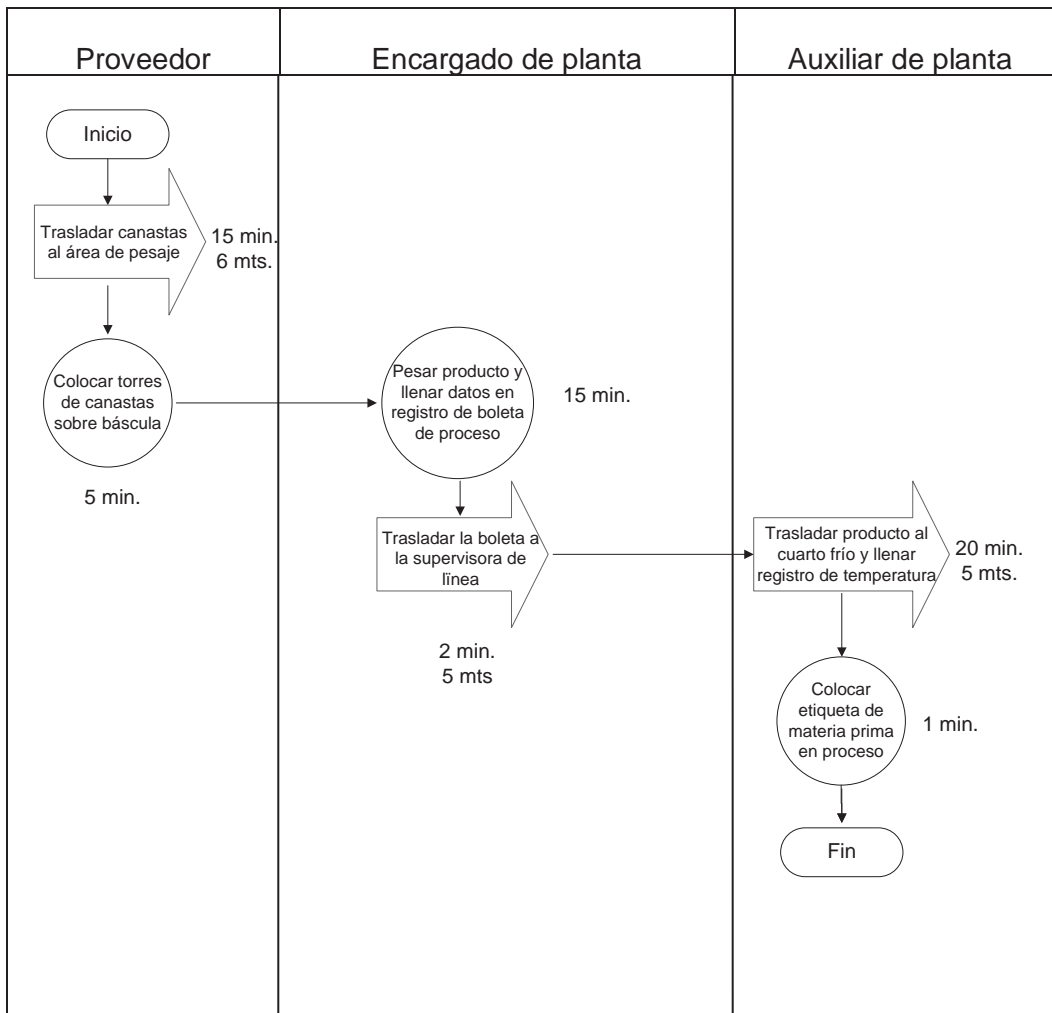 Proveedor
Encargado de planta
Auxiliar de planta
Inicio
Trasladar canastas
al área de pesaje
15 min.
6 mts.
Colocar torres
de canastas
sobre báscula
5 min.
Pesar producto y
llenar datos en
registro de boleta
de proceso
15 min.
Trasladar la boleta a
la supervisora de
lïnea
2 min.
5 mts
Trasladar producto al
cuarto frío y llenar
registro de temperatura
20 min.
5 mts.
Colocar
etiqueta de
materia prima
en proceso
1 min.
Fin